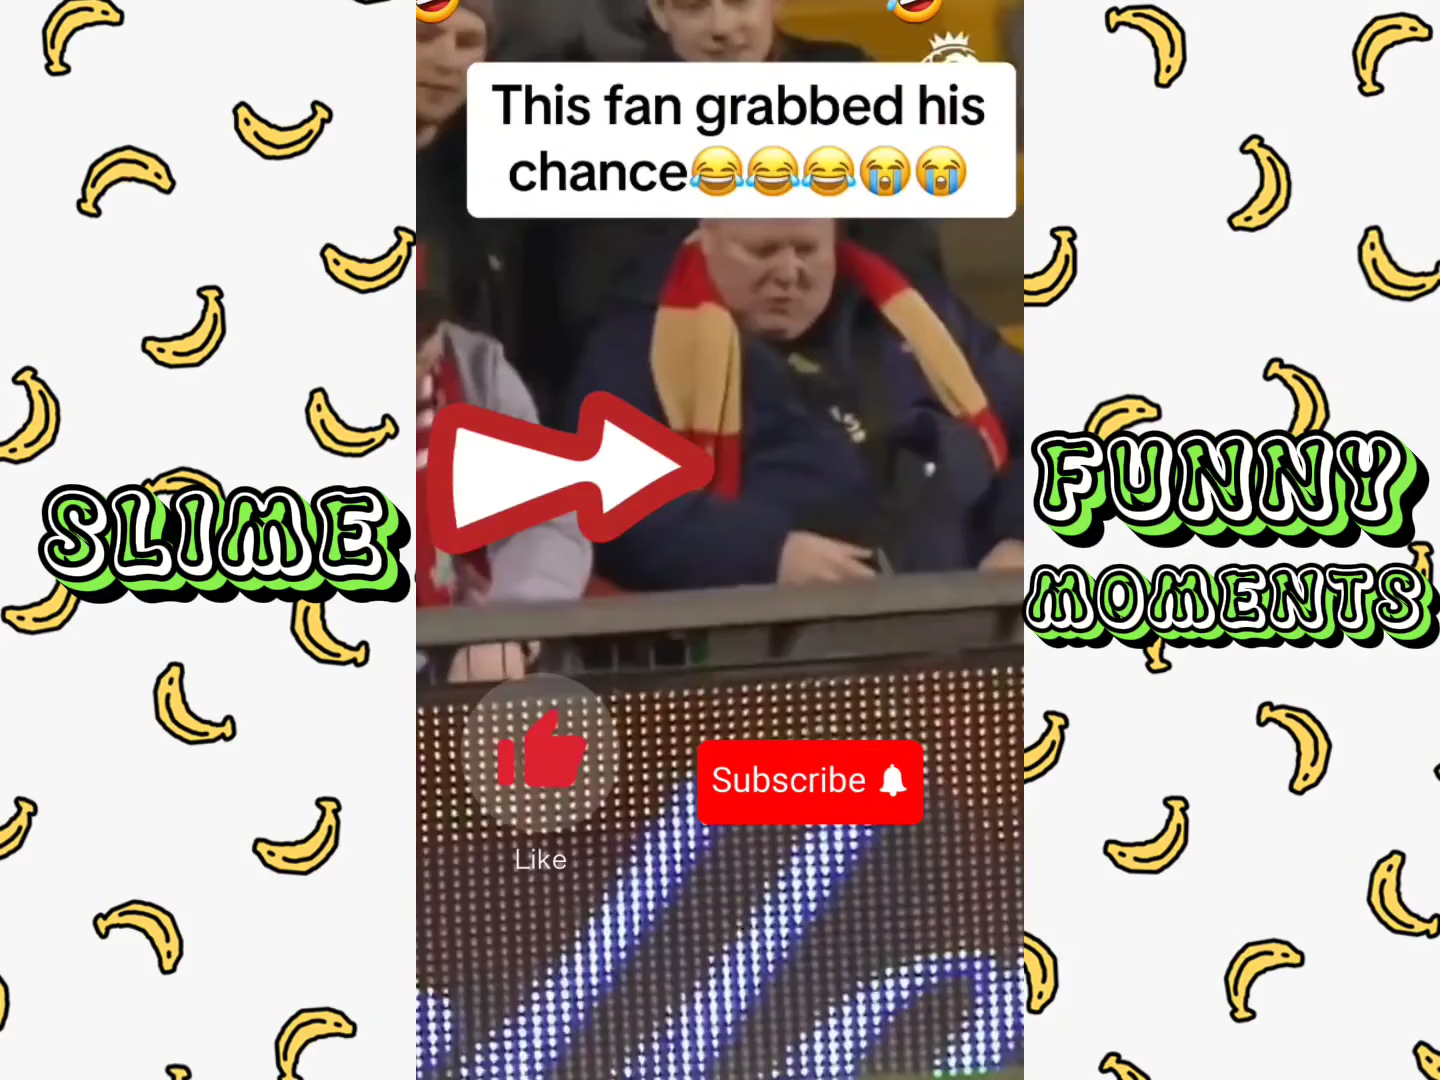 This fan grabbed his
chance😂😂😂😭😭
SLIME
FUNNY
MOMENTS
Subscribe
Like